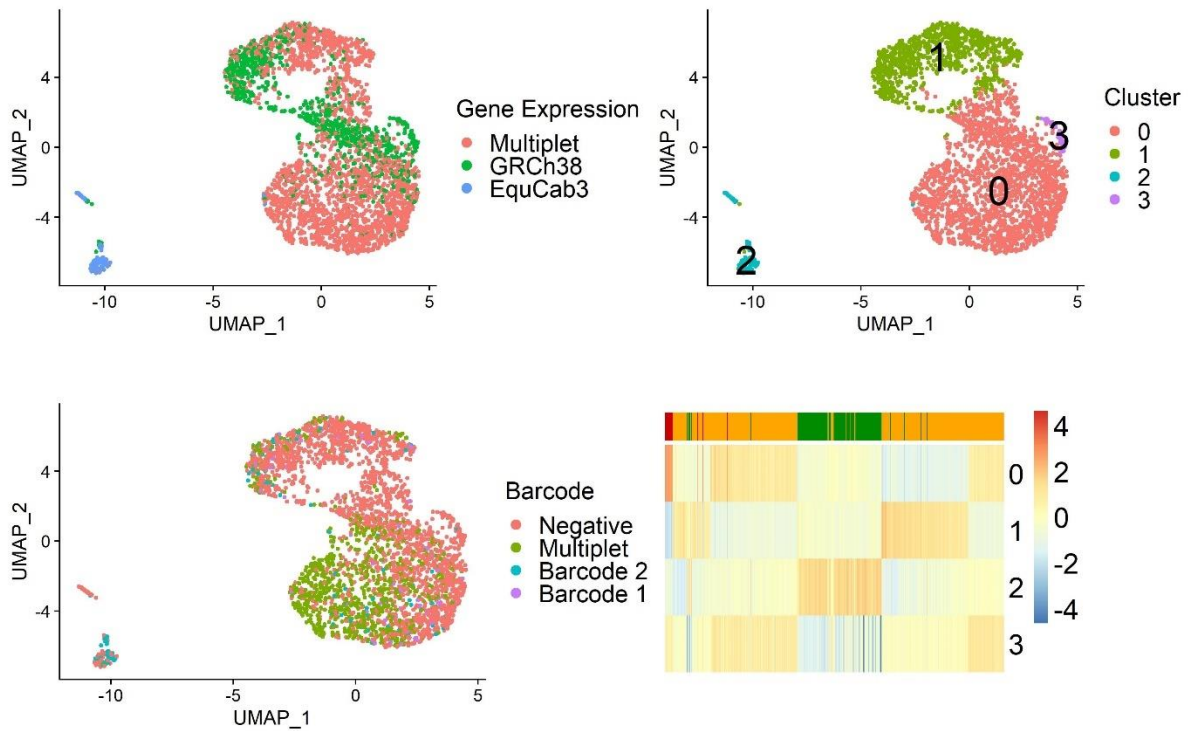 UMAP_2
4
0
-4
-10
-5
0
5
UMAP_1
Gene Expression
Multiplet
GRCh38
EquCab3
UMAP_2
4
0
-4
-10
-5
0
5
UMAP_1
1
3
0
2
Cluster
0
1
2
3
UMAP_2
4
0
-4
-10
-5
0
5
UMAP_1
Barcode
Negative
Multiplet
Barcode 2
Barcode 1
0
1
2
3
4
2
0
-2
-4